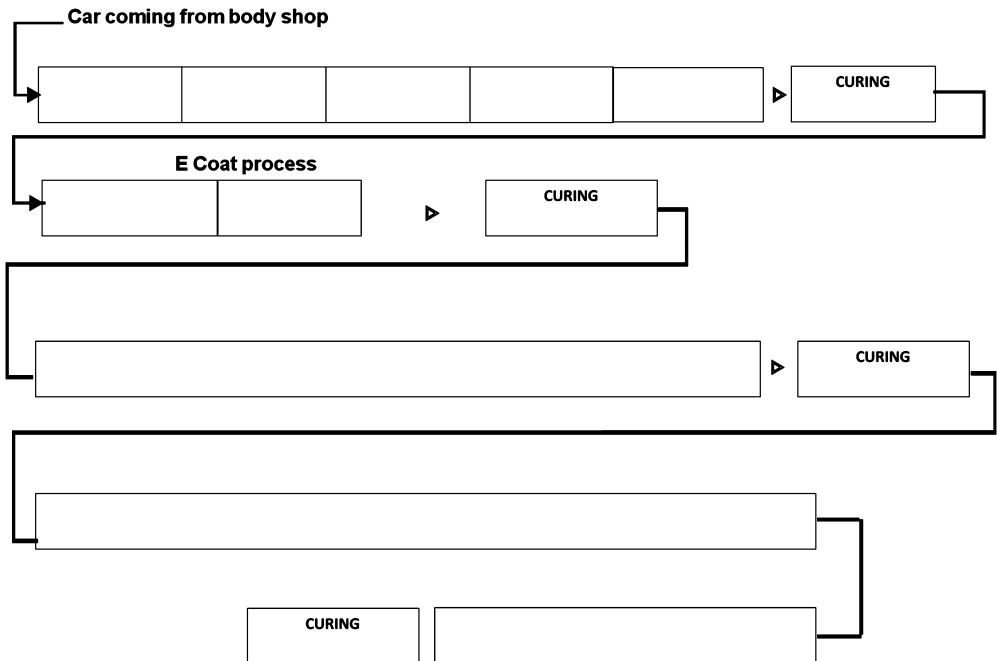 Car coming from body shop
CURING
E Coat process
CURING
CURING
CURING